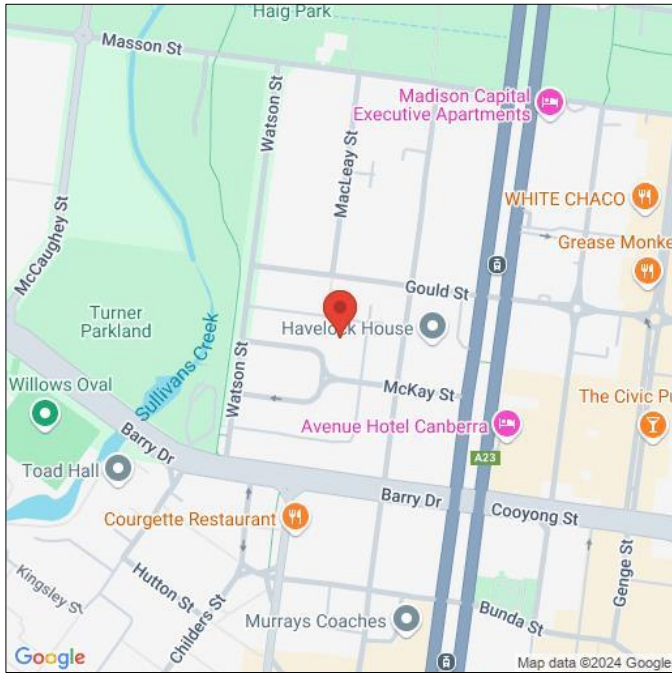 Haig Park
Masson St
Watson St
MacLeay St
Madison Capital
Executive Apartments
McCaughey St
WHITE CHACO
Grease Monke
Gould St
Turner
Parkland
Havelock House
Sullivans Creek
Watson St
McKay St
Willows Oval
The Civic Pu
Avenue Hotel Canberra
Barry Dr
A23
Toad Hall
Barry Dr
Cooyong St
Courgette Restaurant
Kingsley St
Hutton St
Childers St
Genge St
Bunda St
Murrays Coaches
Google
Map data ©2024 Google